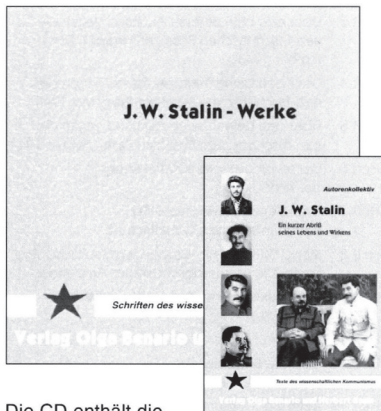 J. W. Stalin - Werke
Autorenkollektiv
J. W. Stalin
Ein kurzer Abriß
seines Lebens und Wirkens
Schriften des wisse
Texte des wissenschaftlichen Kommunismus
Verlag Olga Benario u
Verlag Olga Benario und Herbert Baum
Die CD enthält die